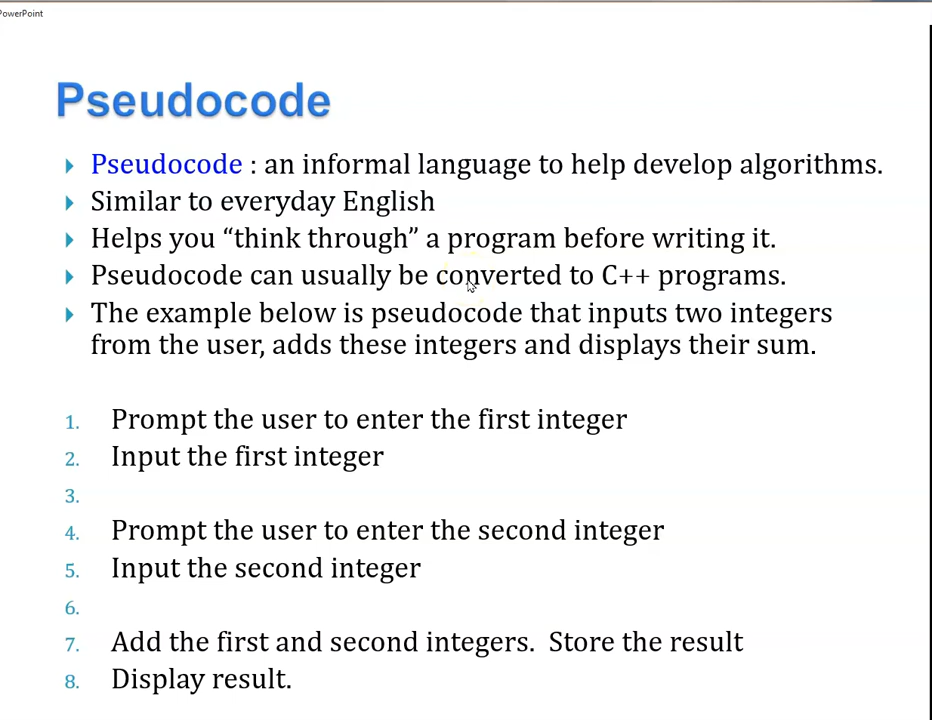 PowerPoint
Pseudocode
Pseudocode : an informal language to help develop algorithms.
Similar to everyday English
Helps you “think through” a program before writing it.
Pseudocode can usually be converted to C++ programs.
The example below is pseudocode that inputs two integers
from the user, adds these integers and displays their sum.
1. Prompt the user to enter the first integer
2. Input the first integer
3.
4. Prompt the user to enter the second integer
5. Input the second integer
6.
7. Add the first and second integers.  Store the result
8. Display result.